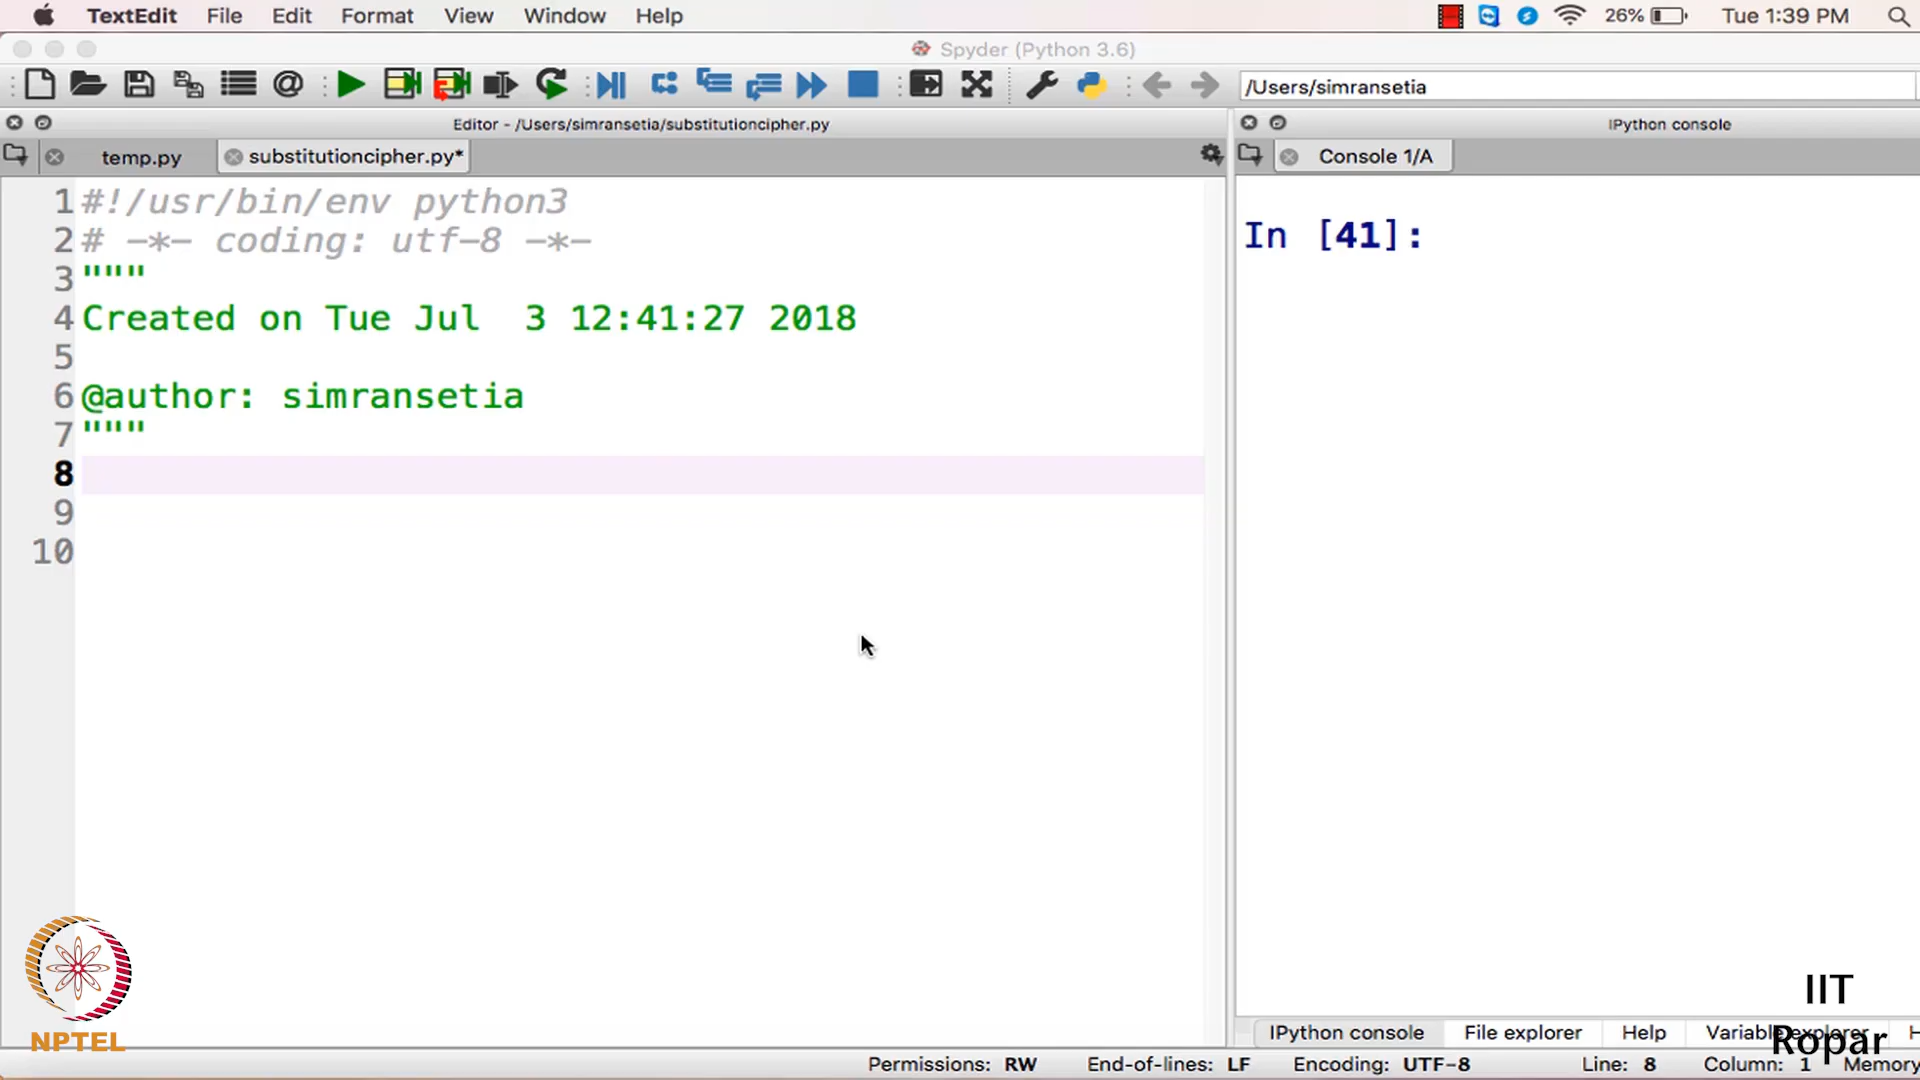 TextEdit File Edit Format View Window Help 26% Tue 1:39 PM
Spyder (Python 3.6)
/Users/simransetia
Editor - /Users/simransetia/substitutioncipher.py
IPython console
temp.py substitutioncipher.py*
Console 1/A
1 #!/usr/bin/env python3
2 # -*- coding: utf-8 -*-
3 """
4 Created on Tue Jul  3 12:41:27 2018
5
6 @author: simransetia
7 """
8
9
10
In [41]:
NPTEL
IIT
Ropar
IPython console File explorer Help Variable explorer H
Permissions: RW End-of-lines: LF Encoding: UTF-8 Line: 8 Column: 1 Memory